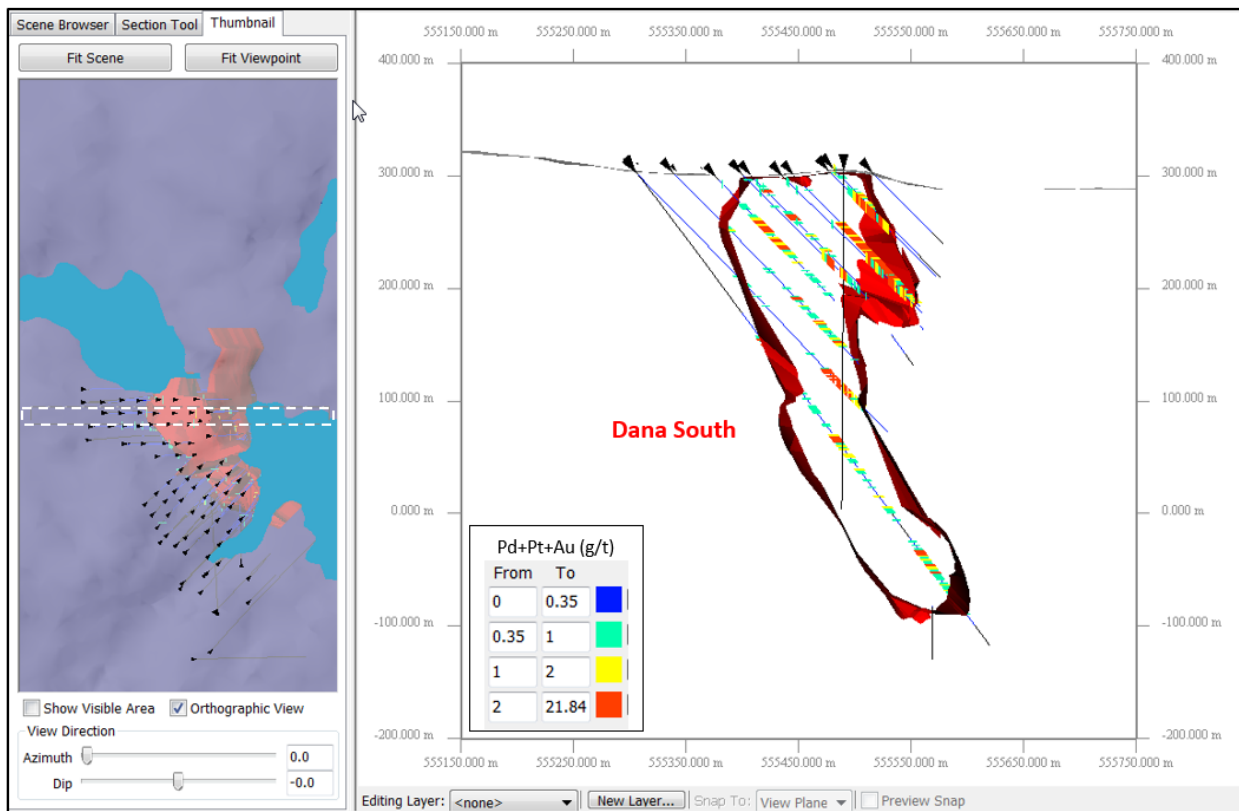 Scene Browser Section Tool Thumbnail
Fit Scene Fit Viewpoint
Show Visible Area Orthographic View
View Direction
Azimuth 0.0
Dip -0.0
555150.000 m 555250.000 m 555350.000 m 555450.000 m 555550.000 m 555650.000 m 555750.000 m
400.000 m 400.000 m
300.000 m 300.000 m
200.000 m 200.000 m
100.000 m 100.000 m
0.000 m 0.000 m
-100.000 m -100.000 m
-200.000 m -200.000 m
Dana South
Pd+Pt+Au (g/t)
From To
0 0.35
0.35 1
1 2
2 21.84
555150.000 m 555250.000 m 555350.000 m 555450.000 m 555550.000 m 555650.000 m 555750.000 m
Editing Layer: <none> New Layer... Snap To: View Plane Preview Snap